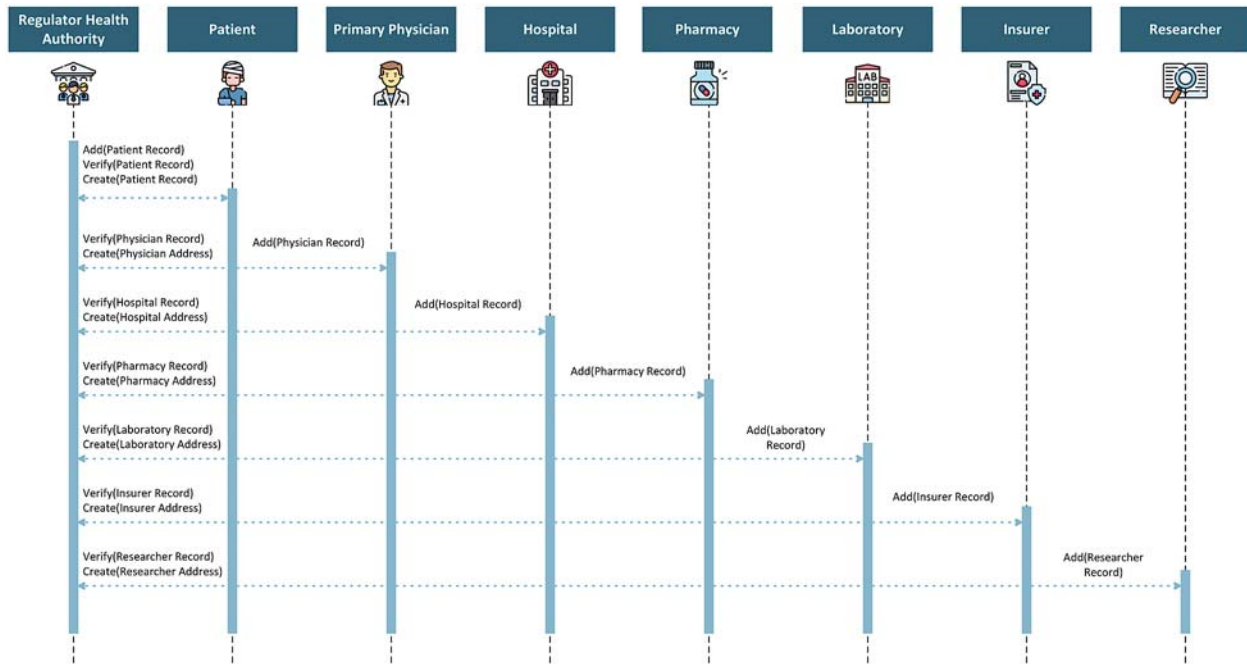 Regulator Health
Authority
Patient
Primary Physician
Hospital
Pharmacy
Laboratory
Insurer
Researcher
LAB
Add(Patient Record)
Verify(Patient Record)
Create(Patient Record)
Verify(Physician Record)
Create(Physician Address)
Add(Physician Record)
Verify(Hospital Record)
Create(Hospital Address)
Add(Hospital Record)
Verify(Pharmacy Record)
Create(Pharmacy Address)
Add(Pharmacy Record)
Verify(Laboratory Record)
Create(Laboratory Address)
Add(Laboratory
Record)
Verify(Insurer Record)
Create(Insurer Address)
Add(Insurer Record)
Verify(Researcher Record)
Create(Researcher Address)
Add(Researcher
Record)